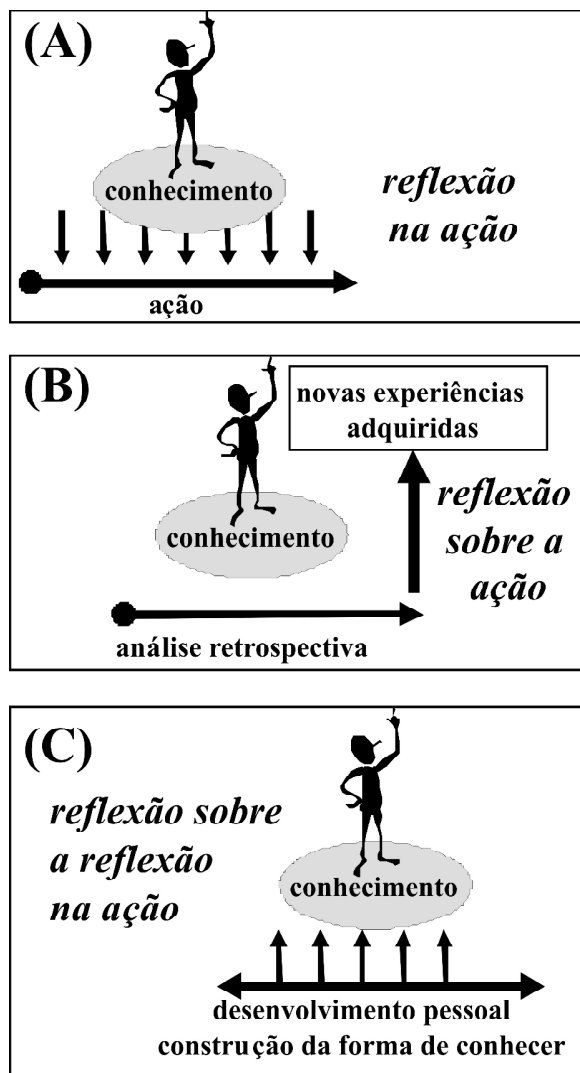 (A)
conhecimento
reflexão
na ação
ação
(B)
novas experiências
adquiridas
conhecimento
reflexão
sobre a
ação
análise retrospectiva
(C)
reflexão sobre
a reflexão
na ação
conhecimento
desenvolvimento pessoal
construção da forma de conhecer